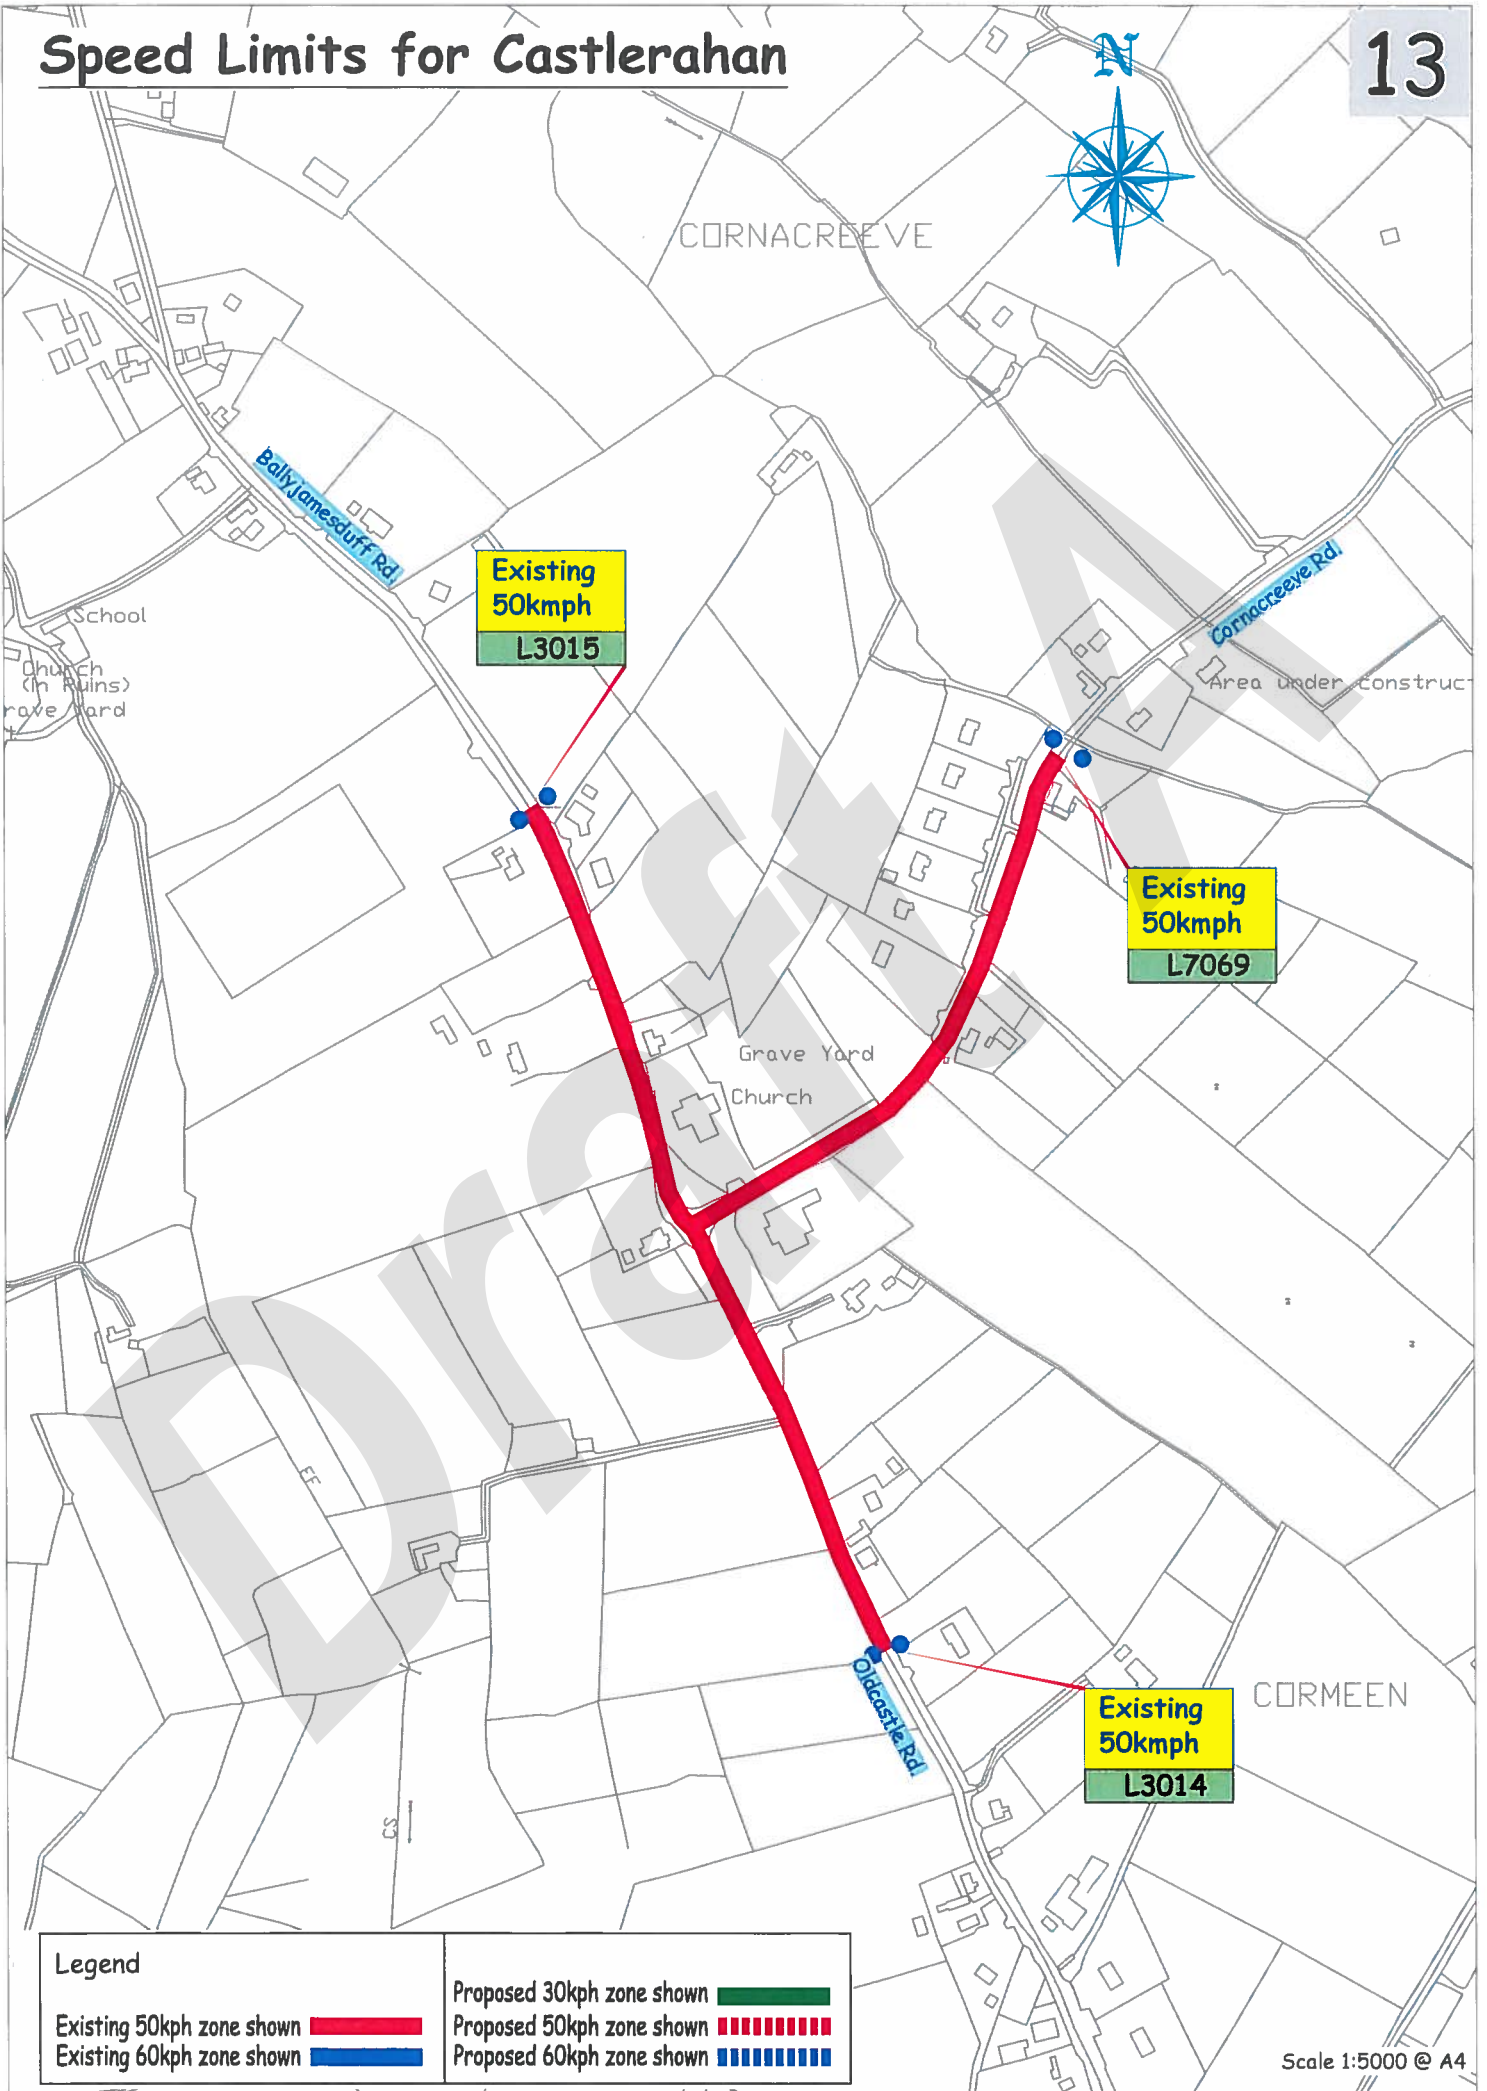 Speed Limits for Castlerahan
N
13
CORNACREEVE
Ballyjamesduff Rd.
Existing
50kmph
L3015
Cornacreeve Rd.
School
Church
(In Ruins)
rave Yard
Area under construct
Existing
50kmph
L7069
Grave Yard
Church
EF
Oldcastle Rd.
CORMEEN
Existing
50kmph
L3014
CS
Draft A
Legend
Existing 50kph zone shown
Existing 60kph zone shown
Proposed 30kph zone shown
Proposed 50kph zone shown
Proposed 60kph zone shown
Scale 1:5000 @ A4